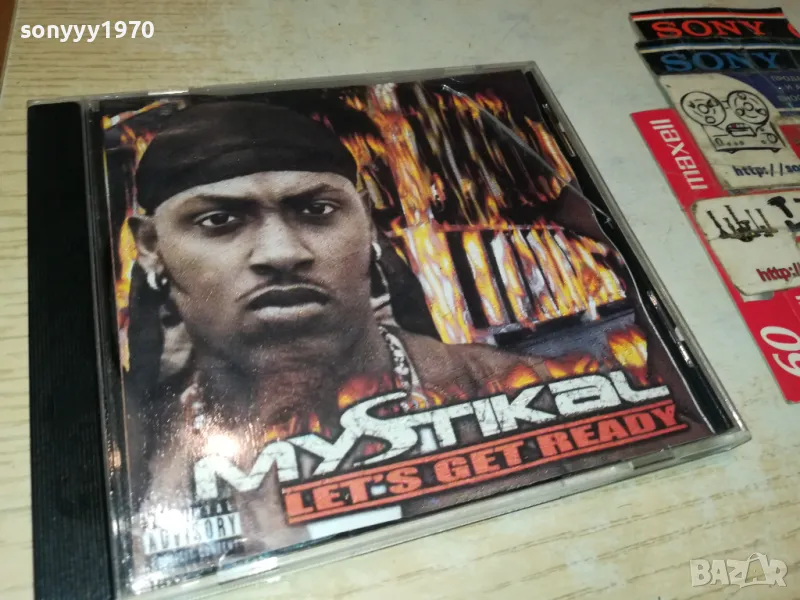 sonyyy1970
SONY
SONY
maxell
http://so
http:/
60
MYSTIKAL
LET'S GET READY
ADVISORY
BAZAR